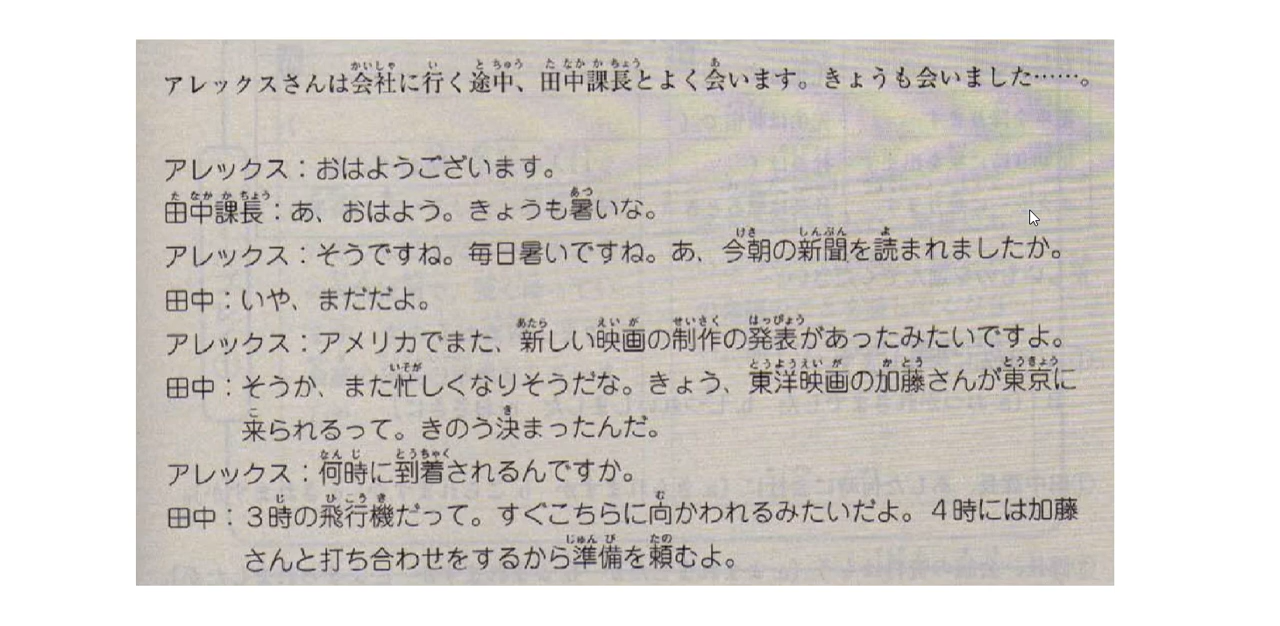 アレックスさんは会社に行く途中、田中課長とよく会います。きょうも会いました……。
アレックス：おはようございます。
田中課長：あ、おはよう。きょうも暑いな。
アレックス：そうですね。毎日暑いですね。あ、今朝の新聞を読まれましたか。
田中：いや、まだだよ。
アレックス：アメリカでまた、新しい映画の制作の発表があったみたいですよ。
田中：そうか、また忙しくなりそうだな。きょう、東洋映画の加藤さんが東京に
来られるって。きのう決まったんだ。
アレックス：何時に到着されるんですか。
田中：３時の飛行機だって。すぐこちらに向かわれるみたいだよ。４時には加藤
さんと打ち合わせをするから準備を頼むよ。